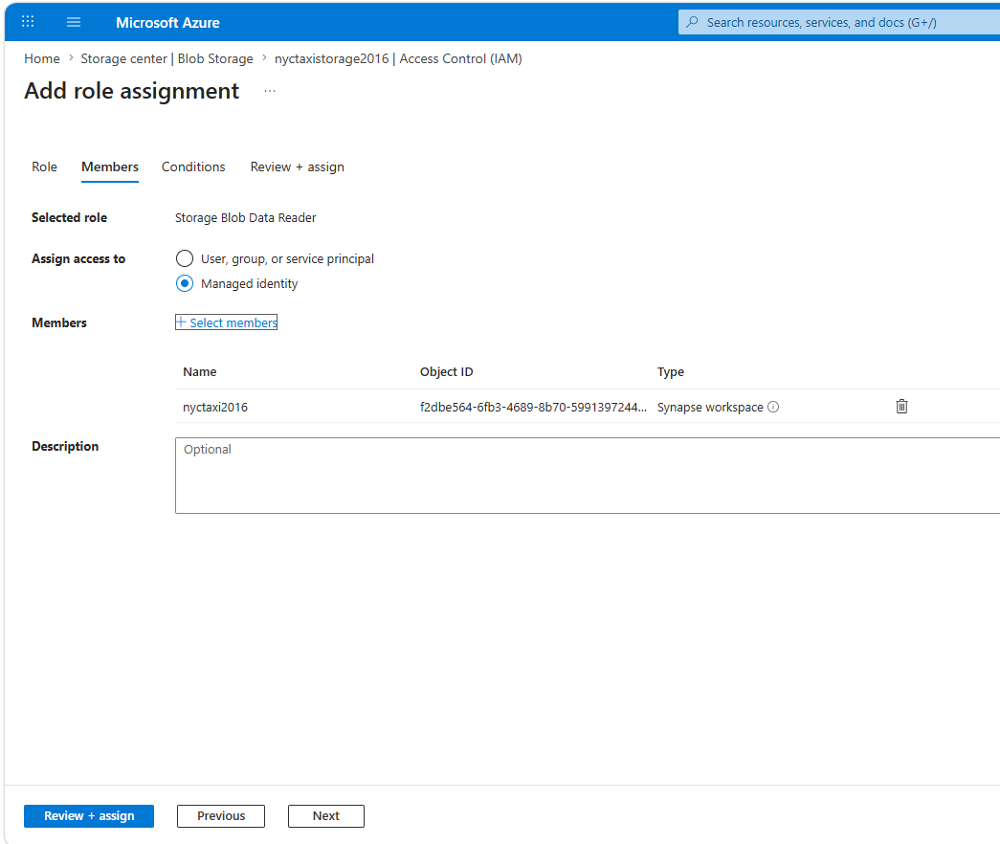 Microsoft Azure
Search resources, services, and docs (G+/)
Home > Storage center | Blob Storage > nyctaxistorage2016 | Access Control (IAM)
Add role assignment ...
Role Members Conditions Review + assign
Selected role Storage Blob Data Reader
Assign access to User, group, or service principal
Managed identity
Members + Select members
Name Object ID Type
nyctaxi2016 f2dbe564-6fb3-4689-8b70-5991397244... Synapse workspace
Description Optional
Review + assign Previous Next